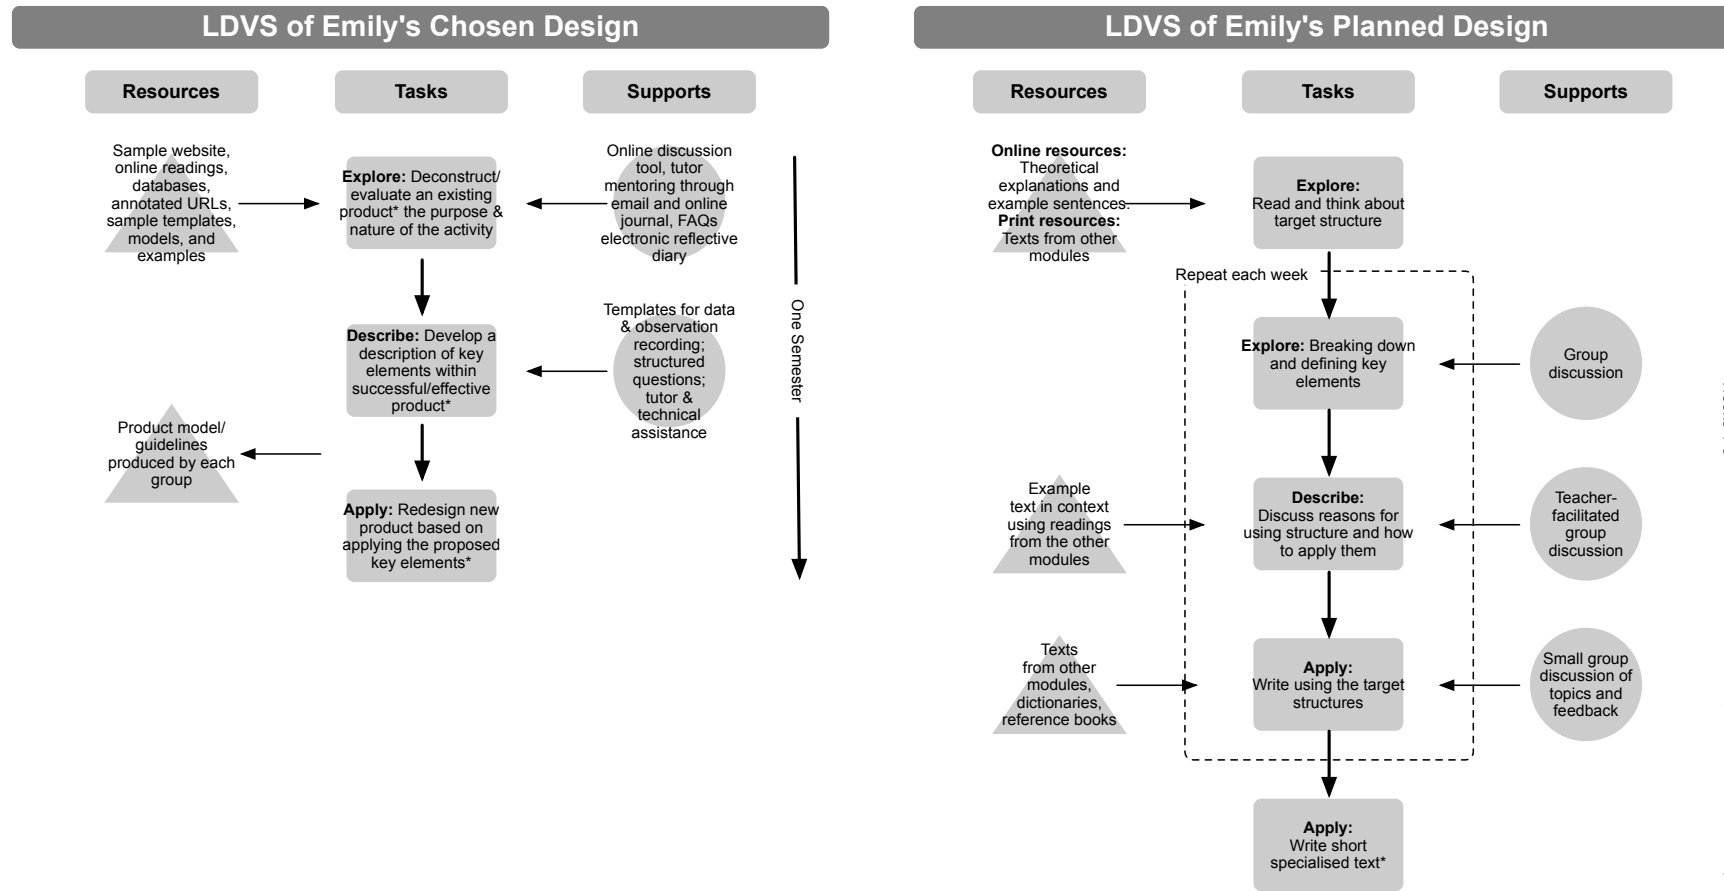 LDVS of Emily's Chosen Design
Resources
Tasks
Supports
Sample website,
online readings,
databases,
annotated URLs,
sample templates,
models, and
examples
Explore: Deconstruct/
evaluate an existing
product* the purpose &
nature of the activity
Online discussion
tool, tutor
mentoring through
email and online
journal, FAQs
electronic reflective
diary
Describe: Develop a
description of key
elements within
successful/effective
product*
Templates for data
& observation
recording;
structured
questions;
tutor &
technical
assistance
Product model/
guidelines
produced by each
group
Apply: Redesign new
product based on
applying the proposed
key elements*
One Semester
LDVS of Emily's Planned Design
Resources
Tasks
Supports
Online resources:
Theoretical
explanations and
example sentences.
Print resources:
Texts from other
modules
Explore:
Read and think about
target structure
Repeat each week
Explore: Breaking down
and defining key
elements
Group
discussion
Example
text in context
using readings
from the other
modules
Describe:
Discuss reasons for
using structure and how
to apply them
Teacher-
facilitated
group
discussion
Texts
from other
modules,
dictionaries,
reference books
Apply:
Write using the target
structures
Small group
discussion of
topics and
feedback
Apply:
Write short
specialised text*